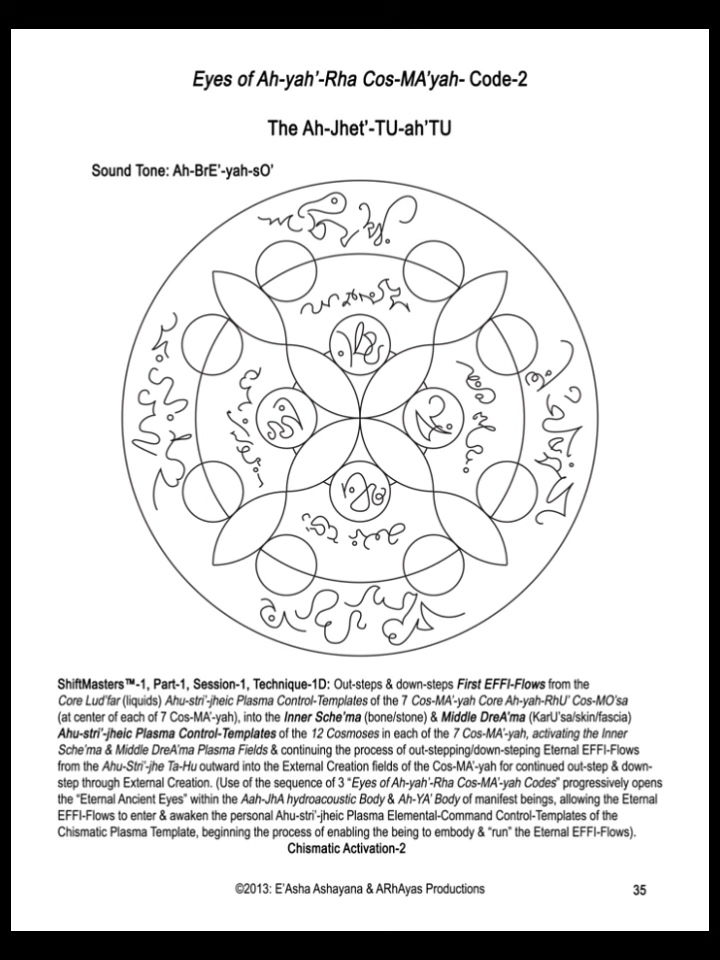 Eyes of Ah-yah’-Rha Cos-MA’yah- Code-2
The Ah-Jhet’-TU-ah’TU
Sound Tone: Ah-BrE’-yah-sO’
ShiftMasters™-1, Part-1, Session-1, Technique-1D: Out-steps & down-steps First EFFI-Flows from the
Core Lud’far (liquids) Ahu-stri’-jheic Plasma Control-Templates of the 7 Cos-MA’-yah Core Ah-yah-RhU’ Cos-MO’sa
(at center of each of 7 Cos-MA’-yah), into the Inner Sche’ma (bone/stone) & Middle DreA’ma (KarU’sa/skin/fascia)
Ahu-stri’-jheic Plasma Control-Templates of the 12 Cosmoses in each of the 7 Cos-MA’-yah, activating the Inner
Sche’ma & Middle DreA’ma Plasma Fields & continuing the process of out-stepping/down-steping Eternal EFFI-Flows
from the Ahu-Stri’-jhe Ta-Hu outward into the External Creation fields of the Cos-MA’-yah for continued out-step & down-
step through External Creation. (Use of the sequence of 3 “Eyes of Ah-yah’-Rha Cos-MA’-yah Codes” progressively opens
the “Eternal Ancient Eyes” within the Aah-JhA hydroacoustic Body & Ah-YA’ Body of manifest beings, allowing the Eternal
EFFI-Flows to enter & awaken the personal Ahu-stri’-jheic Plasma Elemental-Command Control-Templates of the
Chismatic Plasma Template, beginning the process of enabling the being to embody & “run” the Eternal EFFI-Flows).
Chismatic Activation-2
©2013: E’Asha Ashayana & ARhAyas Productions
35